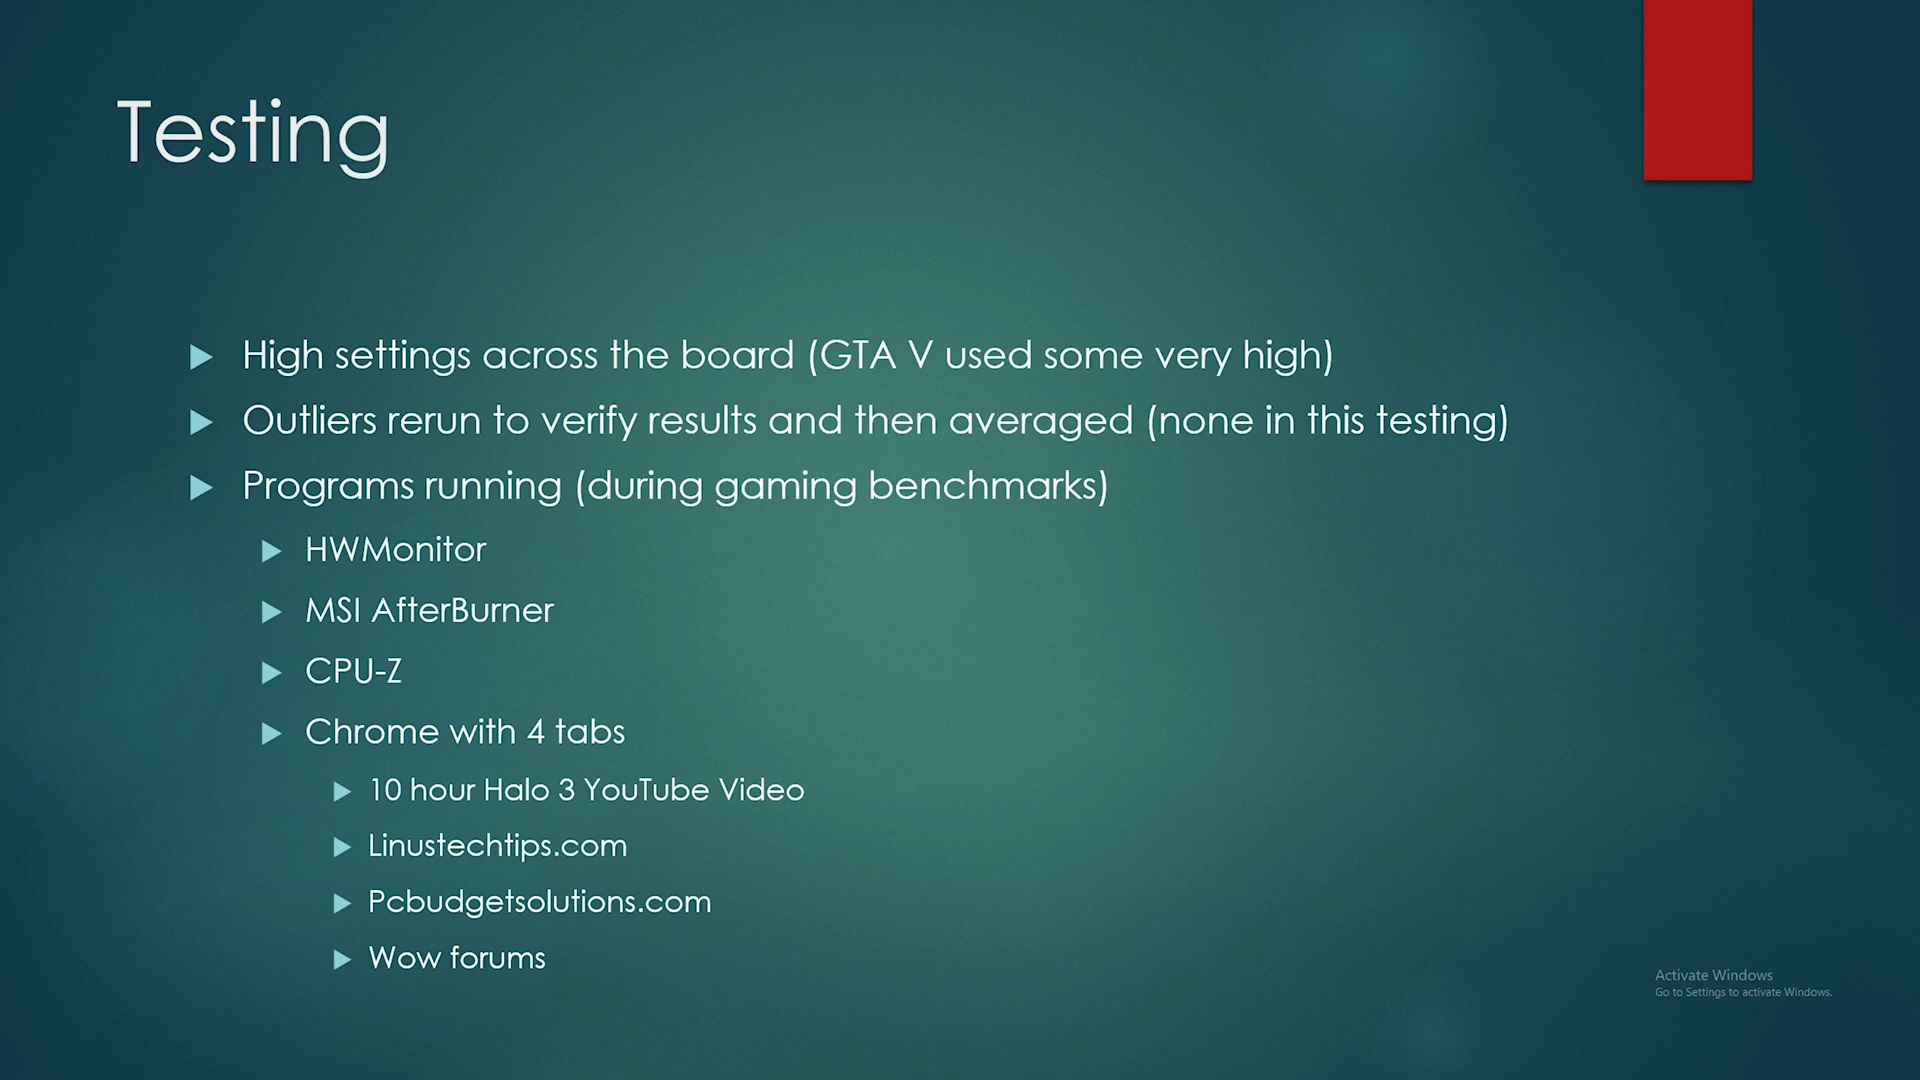 Testing
High settings across the board (GTA V used some very high)
Outliers rerun to verify results and then averaged (none in this testing)
Programs running (during gaming benchmarks)
HWMonitor
MSI AfterBurner
CPU-Z
Chrome with 4 tabs
10 hour Halo 3 YouTube Video
Linustechtips.com
Pcbudgetsolutions.com
Wow forums
Activate Windows
Go to Settings to activate Windows.